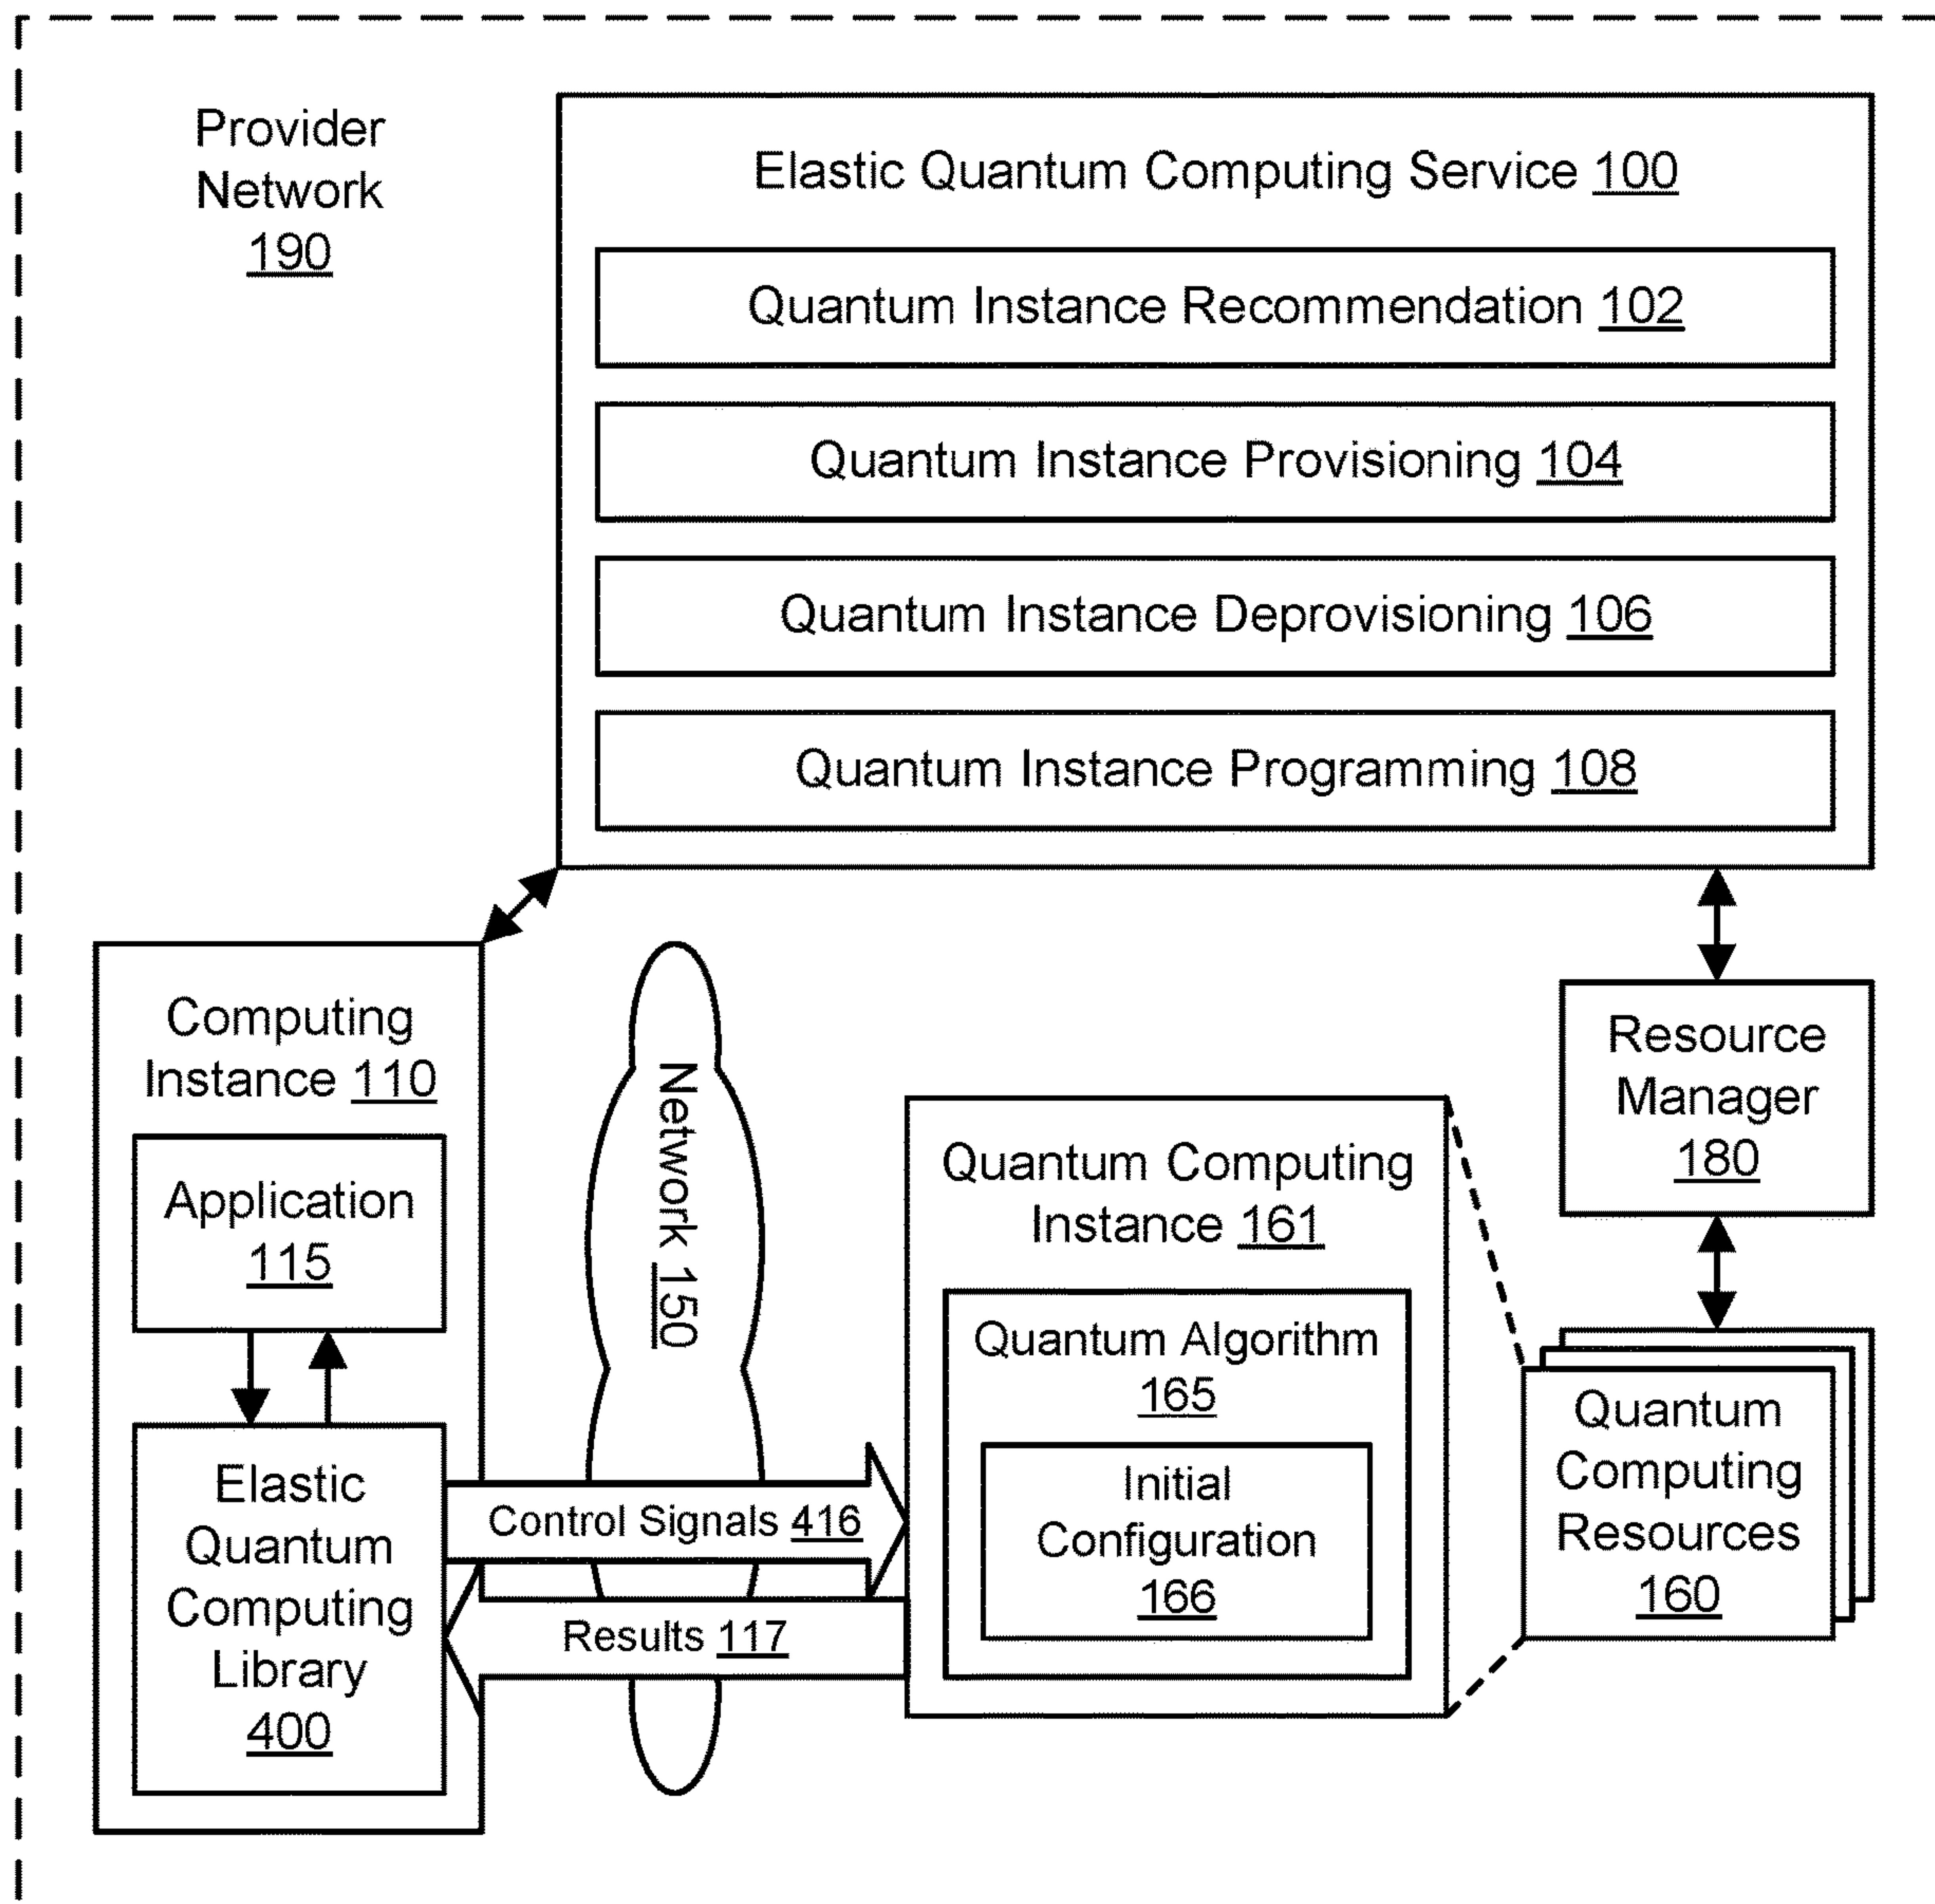 Provider
Network
190
Elastic Quantum Computing Service 100
Quantum Instance Recommendation 102
Quantum Instance Provisioning 104
Quantum Instance Deprovisioning 106
Quantum Instance Programming 108
Computing
Instance 110
Application
115
Elastic
Quantum
Computing
Library
400
Network 150
Control Signals 416
Results 117
Quantum Computing
Instance 161
Quantum Algorithm
165
Initial
Configuration
166
Resource
Manager
180
Quantum
Computing
Resources
160